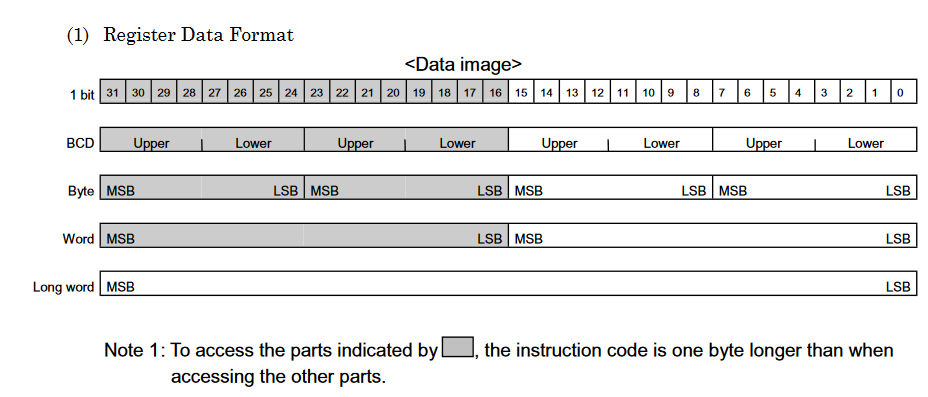 (1) Register Data Format
<Data image>
1 bit 31 30 29 28 27 26 25 24 23 22 21 20 19 18 17 16 15 14 13 12 11 10 9 8 7 6 5 4 3 2 1 0
BCD Upper Lower Upper Lower Upper Lower Upper Lower
Byte MSB LSB MSB LSB MSB LSB MSB LSB
Word MSB LSB MSB LSB
Long word MSB LSB
Note 1: To access the parts indicated by , the instruction code is one byte longer than when
accessing the other parts.